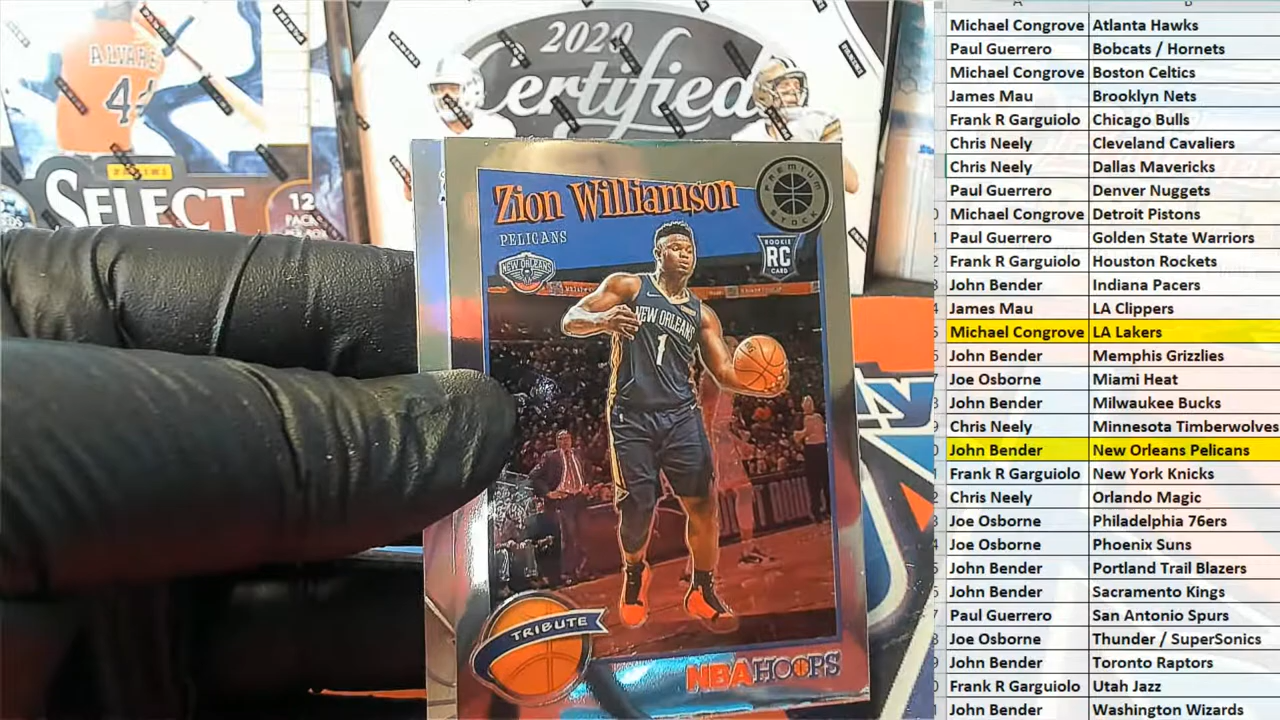 ALVARE
44
PANINI
SELECT
12
2020
Certified
Zion Williamson
PELICANS
NEW ORLEANS
PREMIUM
STOCK
ROOKIE
RC
CARD
NEW ORLEANS
1
TRIBUTE
NBA HOOPS
A B
Michael Congrove Atlanta Hawks
Paul Guerrero Bobcats / Hornets
Michael Congrove Boston Celtics
James Mau Brooklyn Nets
Frank R Garguiolo Chicago Bulls
Chris Neely Cleveland Cavaliers
Chris Neely Dallas Mavericks
Paul Guerrero Denver Nuggets
Michael Congrove Detroit Pistons
Paul Guerrero Golden State Warriors
Frank R Garguiolo Houston Rockets
John Bender Indiana Pacers
James Mau LA Clippers
Michael Congrove LA Lakers
John Bender Memphis Grizzlies
Joe Osborne Miami Heat
John Bender Milwaukee Bucks
Chris Neely Minnesota Timberwolves
John Bender New Orleans Pelicans
Frank R Garguiolo New York Knicks
Chris Neely Orlando Magic
Joe Osborne Philadelphia 76ers
Joe Osborne Phoenix Suns
John Bender Portland Trail Blazers
John Bender Sacramento Kings
Paul Guerrero San Antonio Spurs
Joe Osborne Thunder / SuperSonics
John Bender Toronto Raptors
Frank R Garguiolo Utah Jazz
John Bender Washington Wizards